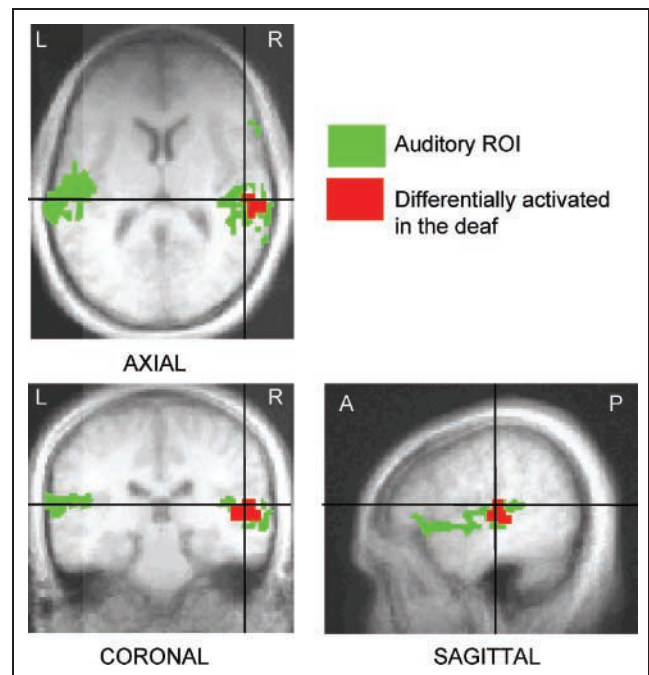 L R
Auditory ROI
Differentially activated
in the deaf
AXIAL
L R
A P
CORONAL
SAGITTAL